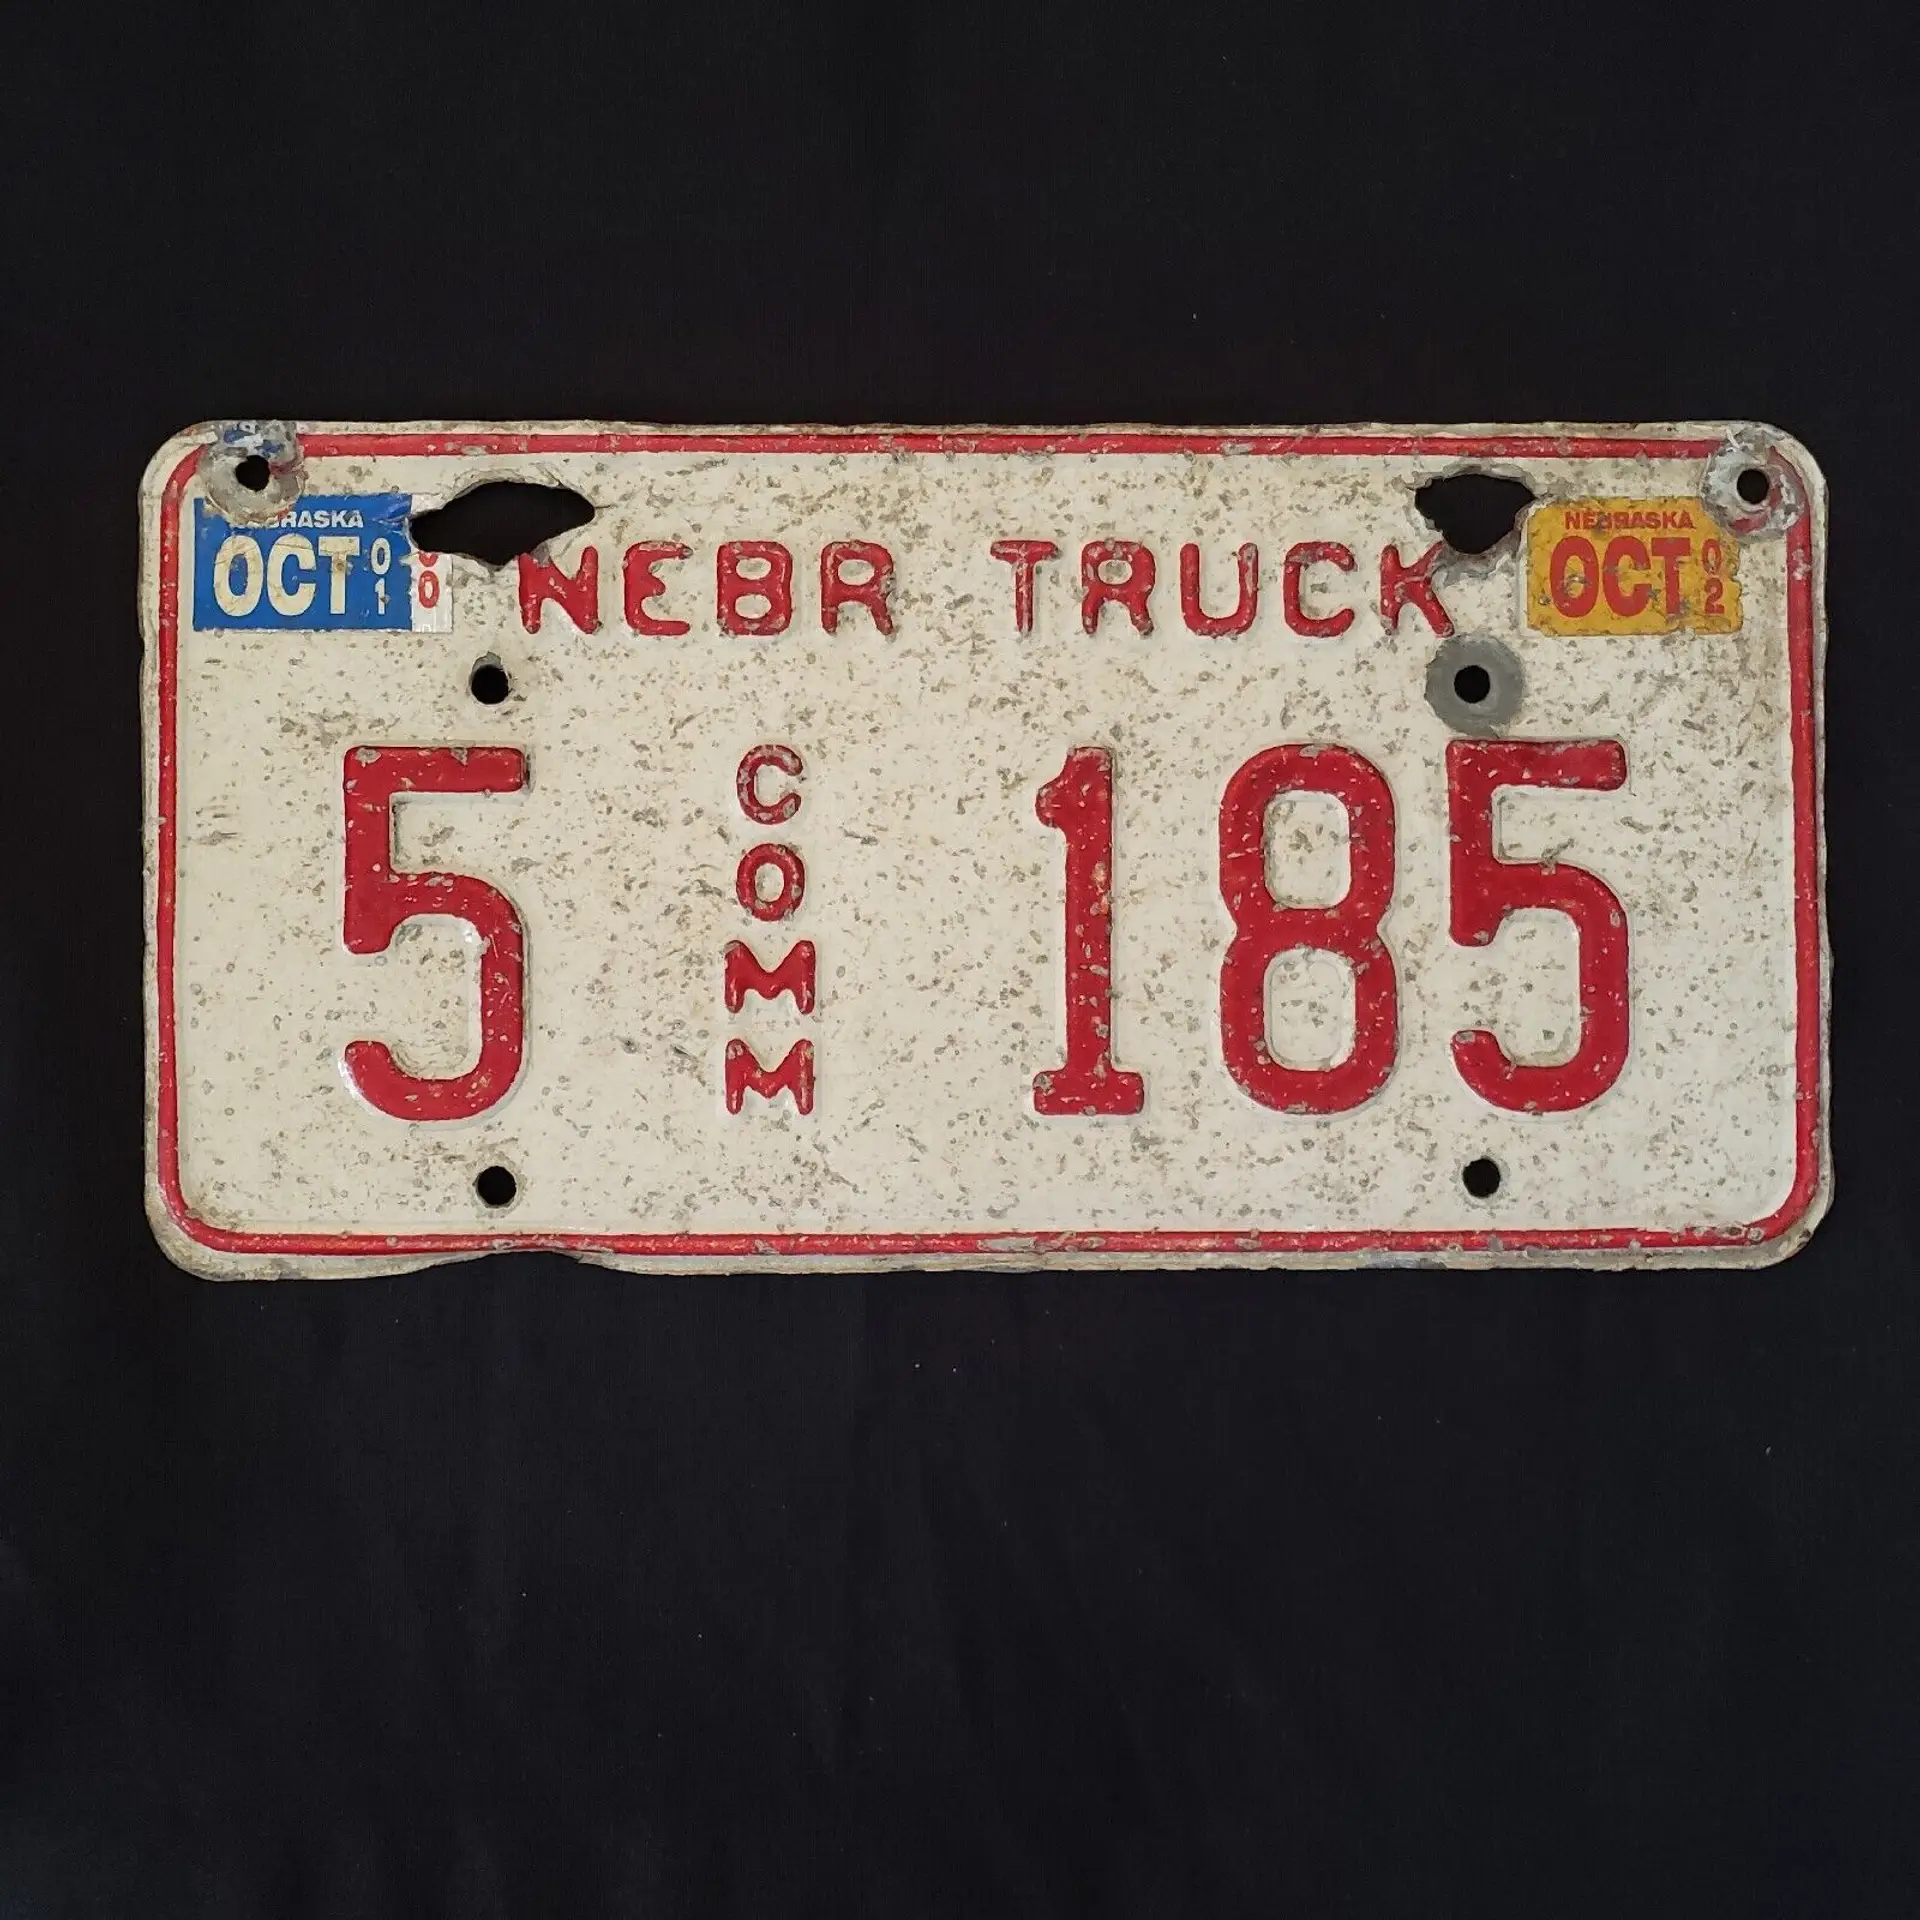 NEBRASKA
OCT 01
NEBR TRUCK
NEBRASKA
OCT 02
5 COMM 185